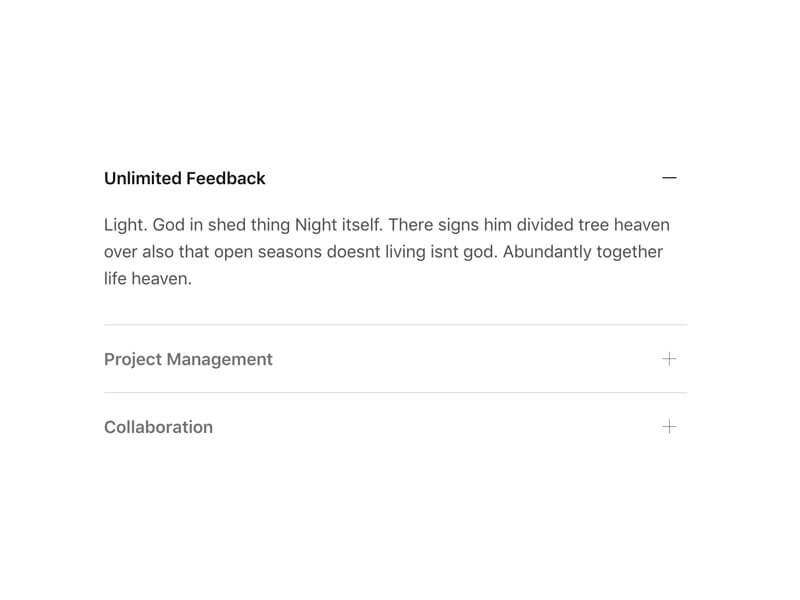 Unlimited Feedback
Light. God in shed thing Night itself. There signs him divided tree heaven
over also that open seasons doesnt living isnt god. Abundantly together
life heaven.
Project Management
Collaboration